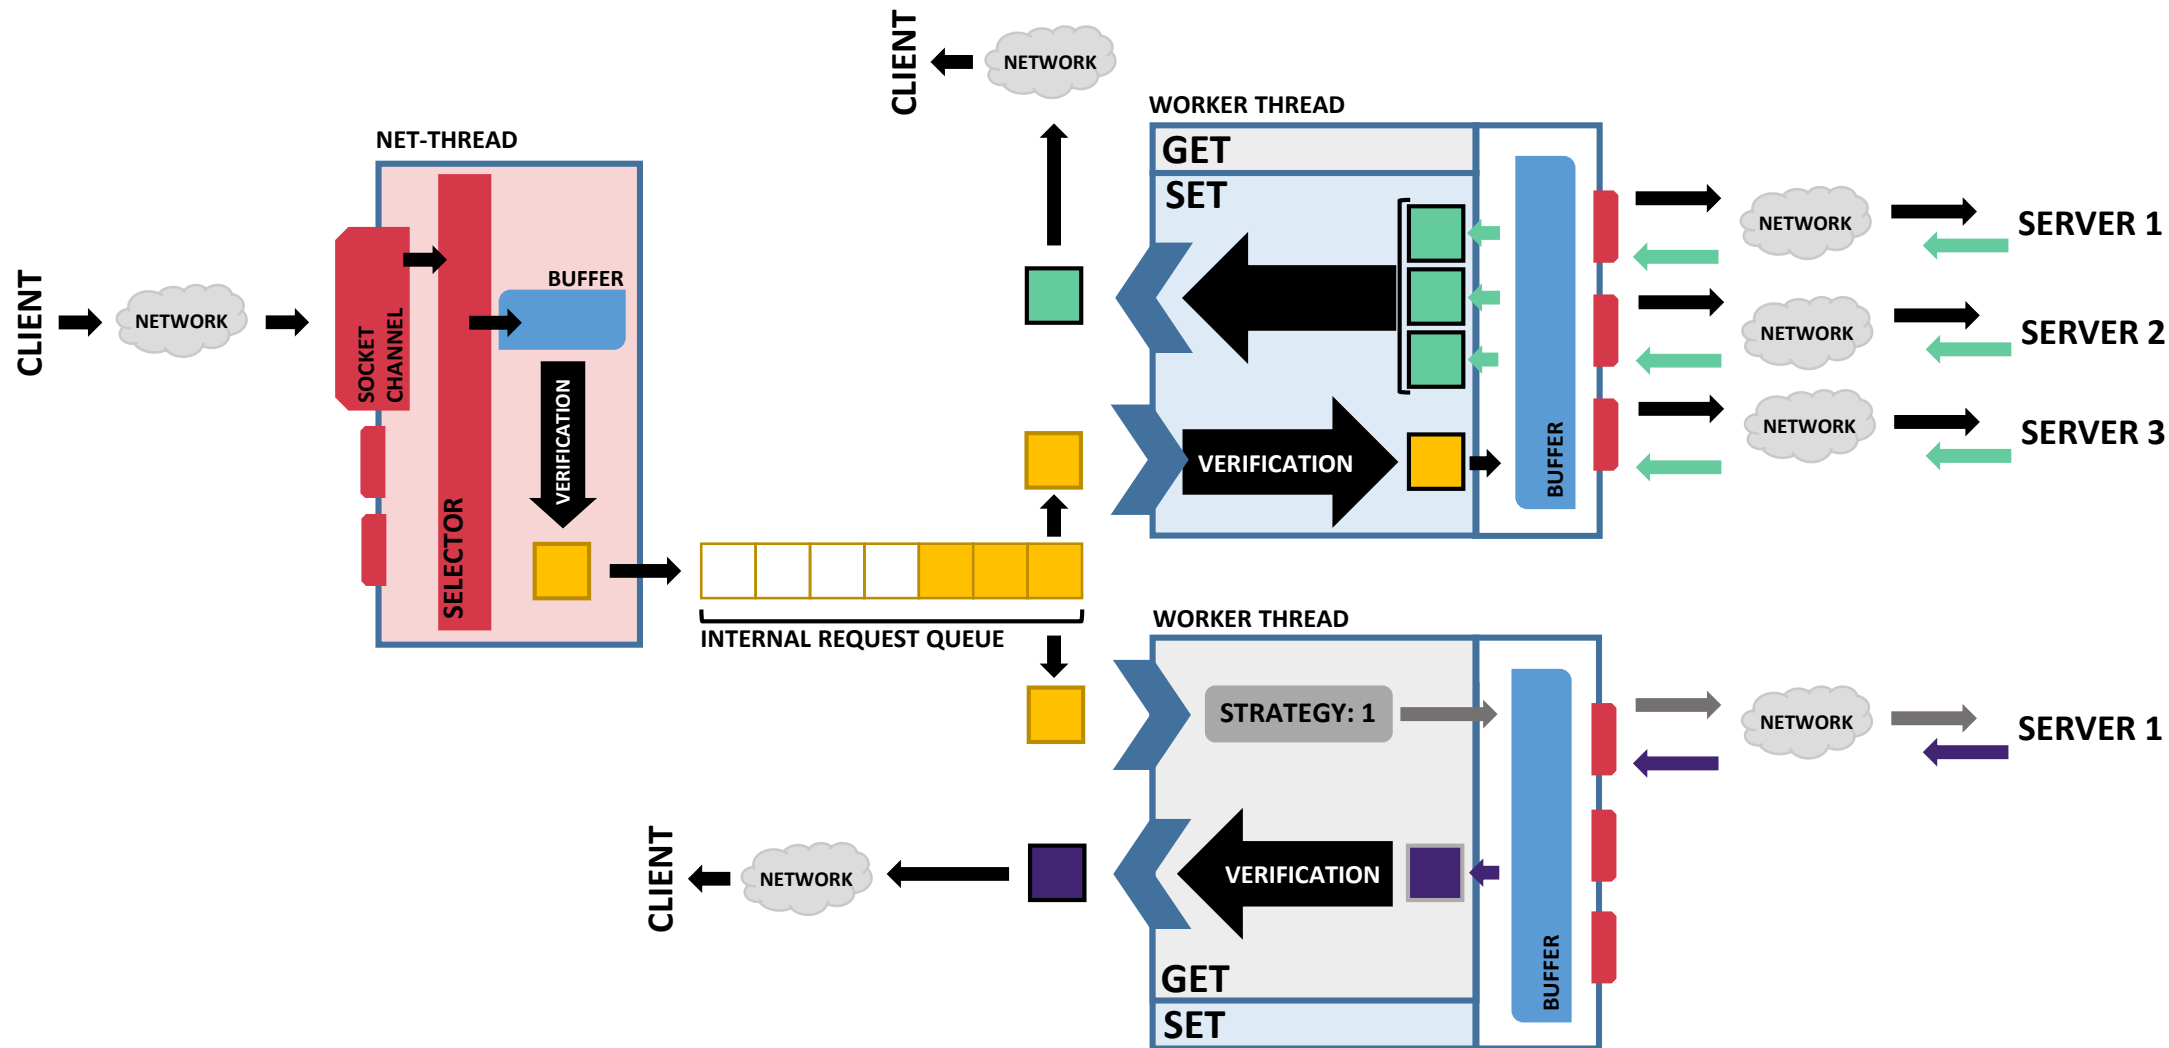 CLIENT
NETWORK
NET-THREAD
SOCKET
CHANNEL
SELECTOR
BUFFER
VERIFICATION
INTERNAL REQUEST QUEUE
CLIENT
NETWORK
WORKER THREAD
GET
SET
VERIFICATION
BUFFER
NETWORK
SERVER 1
NETWORK
SERVER 2
NETWORK
SERVER 3
WORKER THREAD
STRATEGY: 1
VERIFICATION
GET
SET
BUFFER
NETWORK
SERVER 1
CLIENT
NETWORK